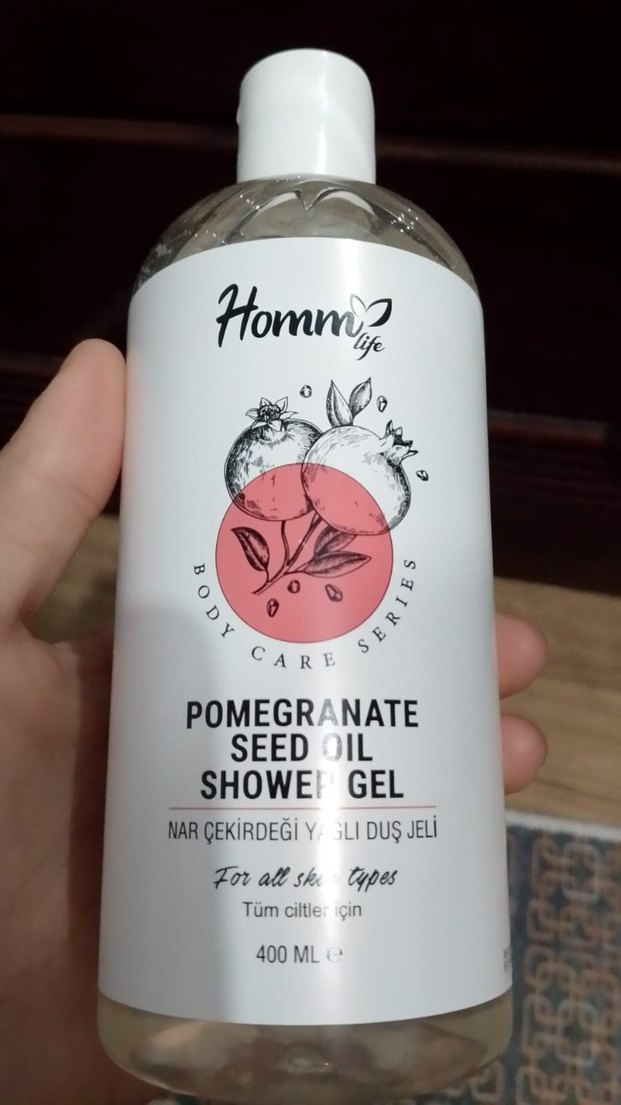 Homm life
BODY CARE SERIES
POMEGRANATE
SEED OIL
SHOWER GEL
NAR ÇEKİRDEĞİ YAĞLI DUŞ JELİ
For all skin types
Tüm ciltler için
400 ML ℮